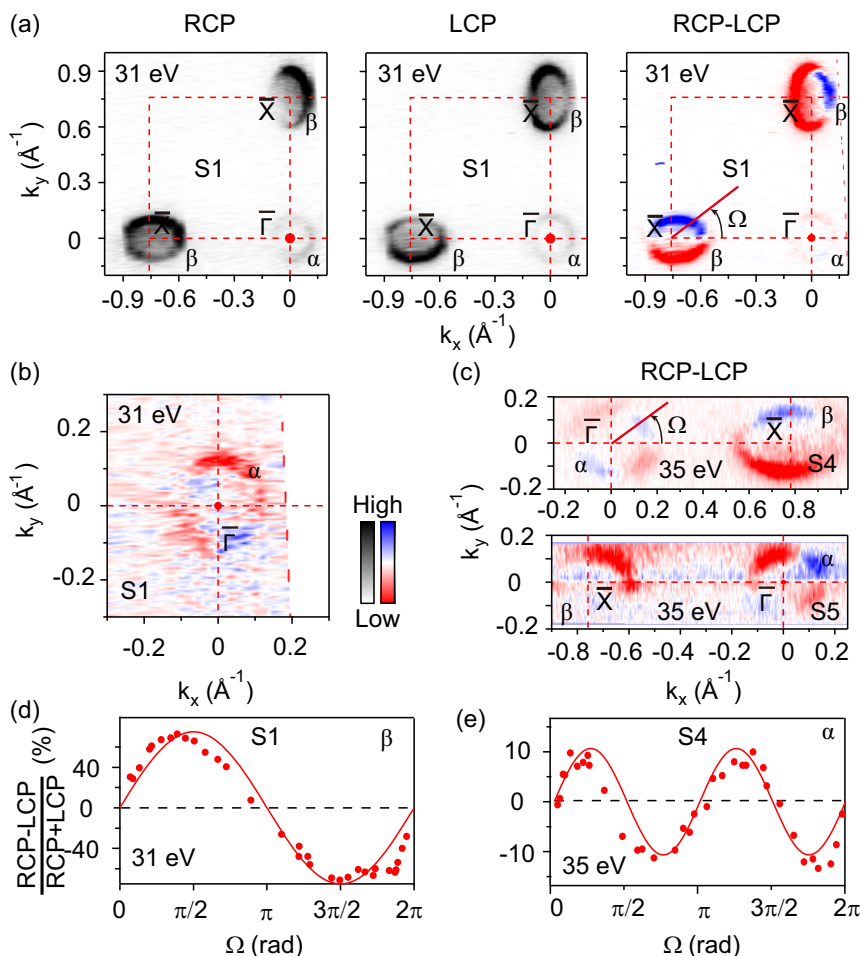 (a) RCP LCP RCP-LCP
31 eV 31 eV 31 eV
0.9
0.6
0.3
0
k_y (Å⁻¹)
X̄ β X̄ β X̄ β
S1 S1 S1
X̄ Γ̄ X̄ Γ̄ X̄ Ω Γ̄
β α β α β α
-0.9 -0.6 -0.3 0 -0.9 -0.6 -0.3 0 -0.9 -0.6 -0.3 0
k_x (Å⁻¹)
(b)
31 eV
0.2
0
-0.2
k_y (Å⁻¹)
α
Γ̄
S1
-0.2 0 0.2
k_x (Å⁻¹)
High
Low
(c) RCP-LCP
0.2
0
-0.2
Γ̄ Ω X̄ β
α 35 eV S4
-0.2 0 0.2 0.4 0.6 0.8 1.0
k_y (Å⁻¹)
0.2
0
-0.2
α
β X̄ 35 eV Γ̄ S5
-0.8 -0.6 -0.4 -0.2 0 0.2
k_x (Å⁻¹)
(d)
S1 β
RCP-LCP
RCP+LCP
(%)
40
0
-40
31 eV
0 π/2 π 3π/2 2π
Ω (rad)
(e)
S4 α
10
0
-10
35 eV
0 π/2 π 3π/2 2π
Ω (rad)